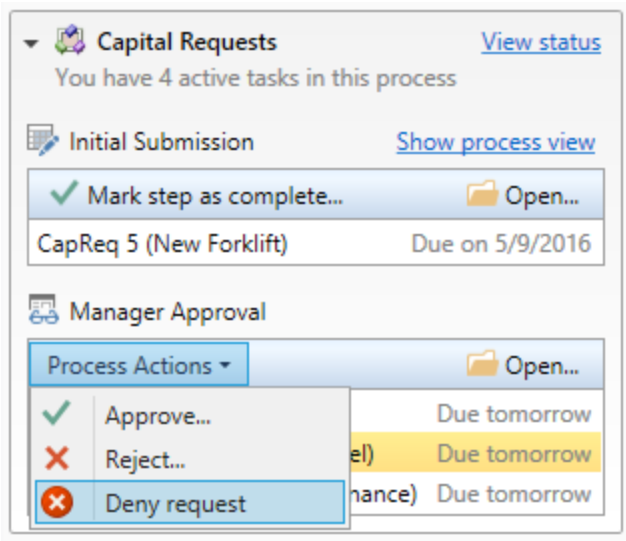 Capital Requests View status
You have 4 active tasks in this process
Initial Submission Show process view
Mark step as complete... Open...
CapReq 5 (New Forklift) Due on 5/9/2016
Manager Approval
Process Actions Open...
Approve... Due tomorrow
Reject... el) Due tomorrow
Deny request nance) Due tomorrow